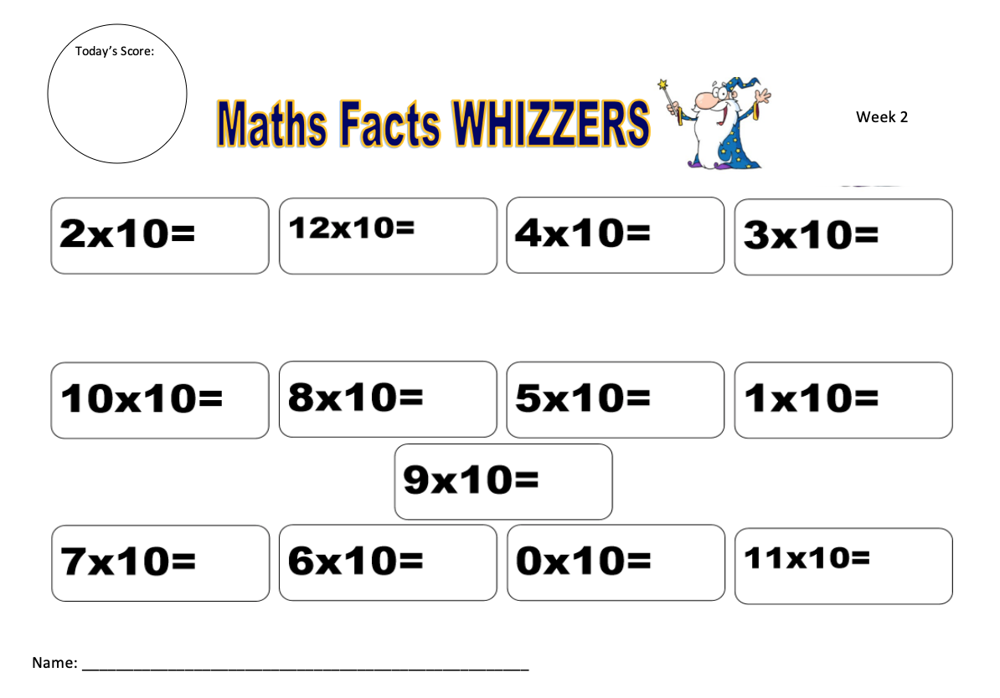 Today's Score:
Maths Facts WHIZZERS
Week 2
2x10=
12x10=
4x10=
3x10=
10x10=
8x10=
5x10=
1x10=
9x10=
7x10=
6x10=
0x10=
11x10=
Name: ___________________________________________________